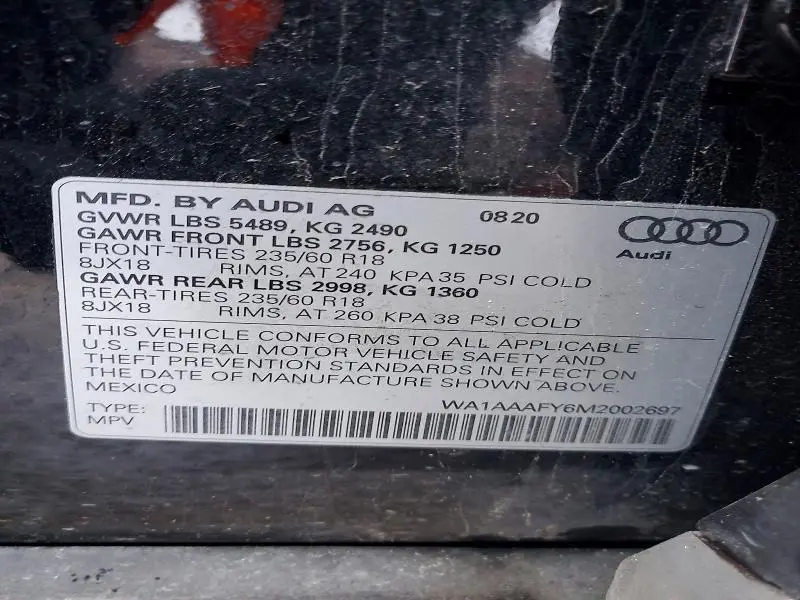 MFD. BY AUDI AG 0820
GVWR LBS 5489, KG 2490
GAWR FRONT LBS 2756, KG 1250
FRONT-TIRES 235/60 R18
8JX18 RIMS, AT 240 KPA 35 PSI COLD
GAWR REAR LBS 2998, KG 1360
REAR-TIRES 235/60 R18
8JX18 RIMS, AT 260 KPA 38 PSI COLD
Audi
THIS VEHICLE CONFORMS TO ALL APPLICABLE
U.S. FEDERAL MOTOR VEHICLE SAFETY AND
THEFT PREVENTION STANDARDS IN EFFECT ON
THE DATE OF MANUFACTURE SHOWN ABOVE.
MEXICO
WA1AAAFY6M2002697
TYPE:
MPV